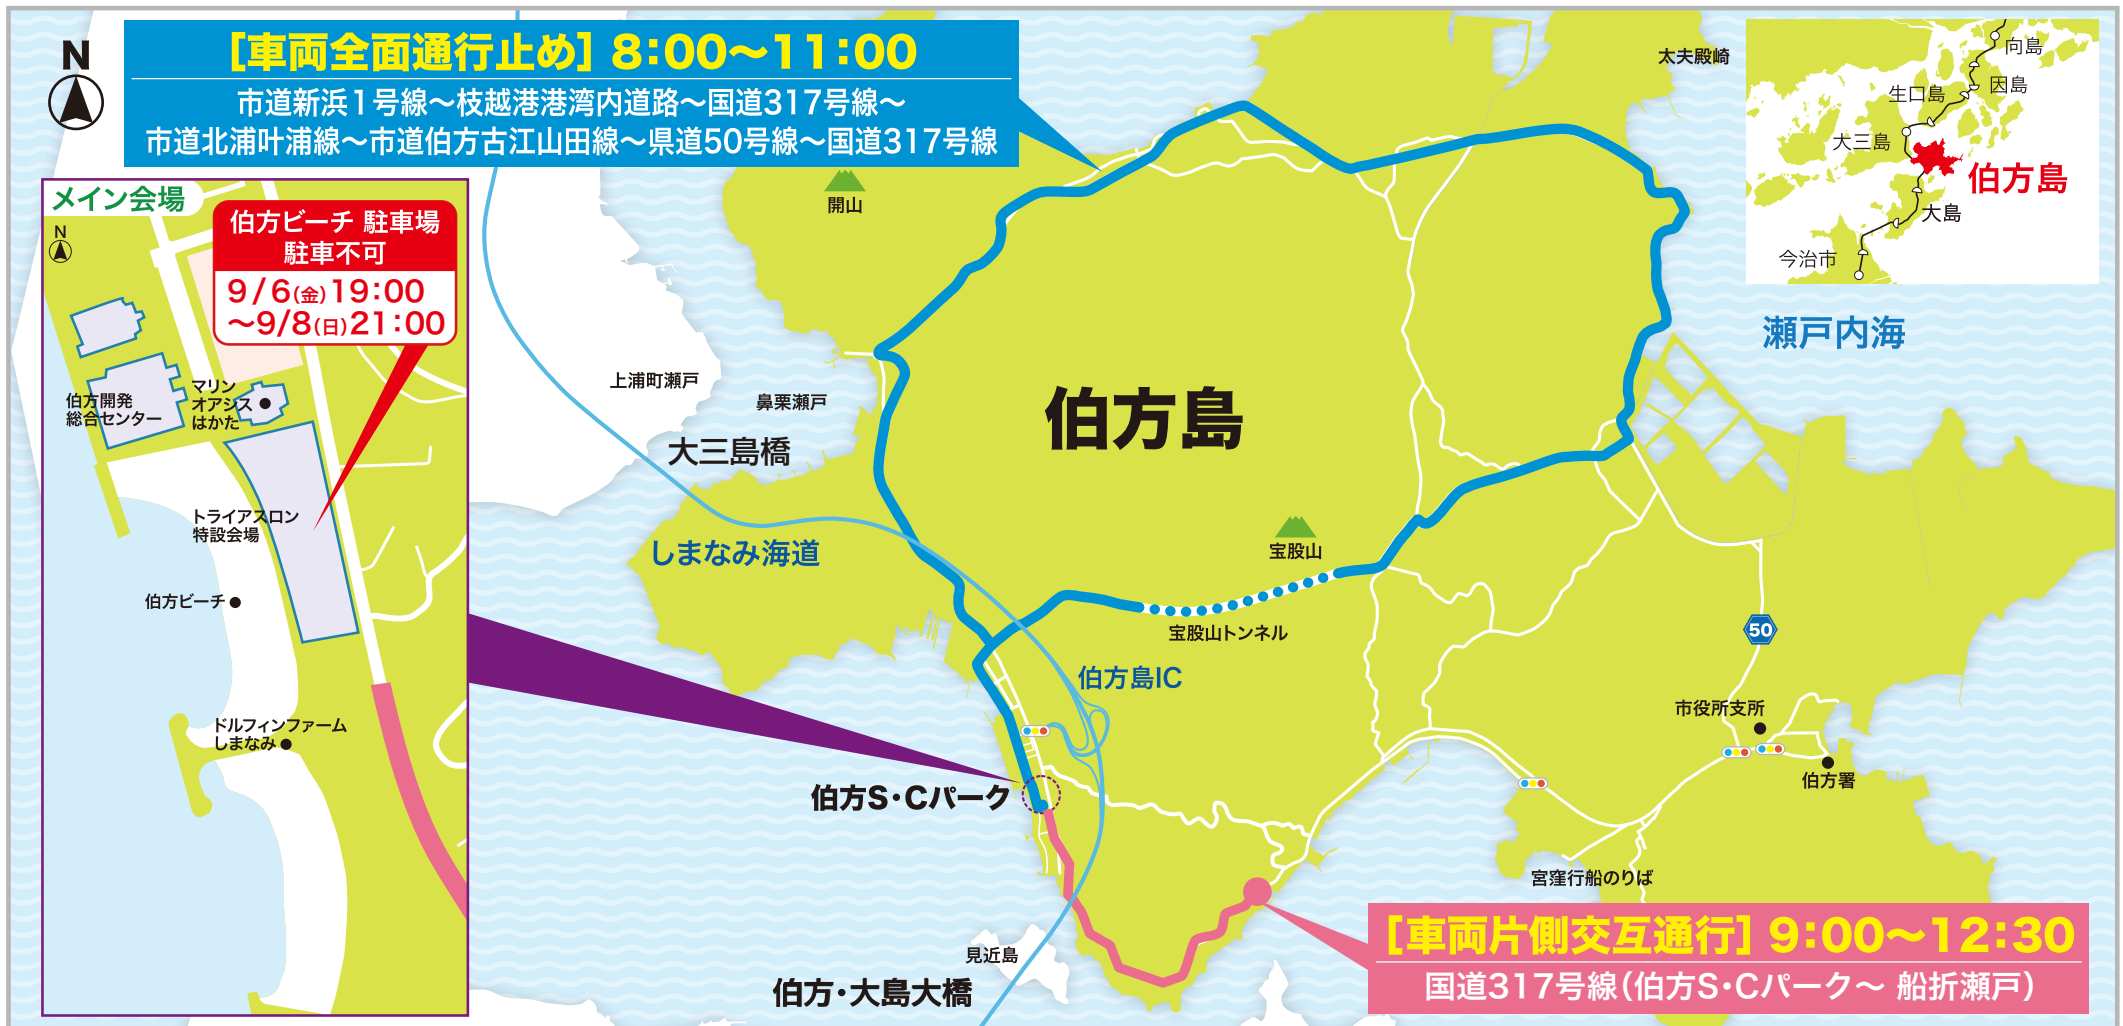 N
[車両全面通行止め] 8:00〜11:00
市道新浜1号線〜枝越港港湾内道路〜国道317号線〜
市道北浦叶浦線〜市道伯方古江山田線〜県道50号線〜国道317号線
太夫殿崎
向島
因島
生口島
大三島
伯方島
大島
今治市
瀬戸内海
メイン会場
N
伯方ビーチ 駐車場
駐車不可
9/6(金)19:00
〜9/8(日)21:00
伯方開発
総合センター
マリン
オアシス
はかた
トライアスロン
特設会場
伯方ビーチ
ドルフィンファーム
しまなみ
開山
上浦町瀬戸
鼻栗瀬戸
大三島橋
伯方島
しまなみ海道
宝股山
宝股山トンネル
伯方島IC
50
市役所支所
伯方署
伯方S・Cパーク
宮窪行船のりば
見近島
伯方・大島大橋
[車両片側交互通行] 9:00〜12:30
国道317号線(伯方S・Cパーク〜 船折瀬戸)